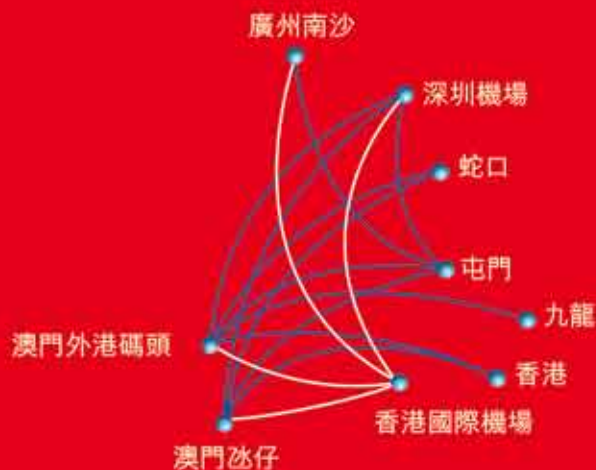 廣州南沙
深圳機場
蛇口
屯門
九龍
澳門外港碼頭
香港
香港國際機場
澳門氹仔